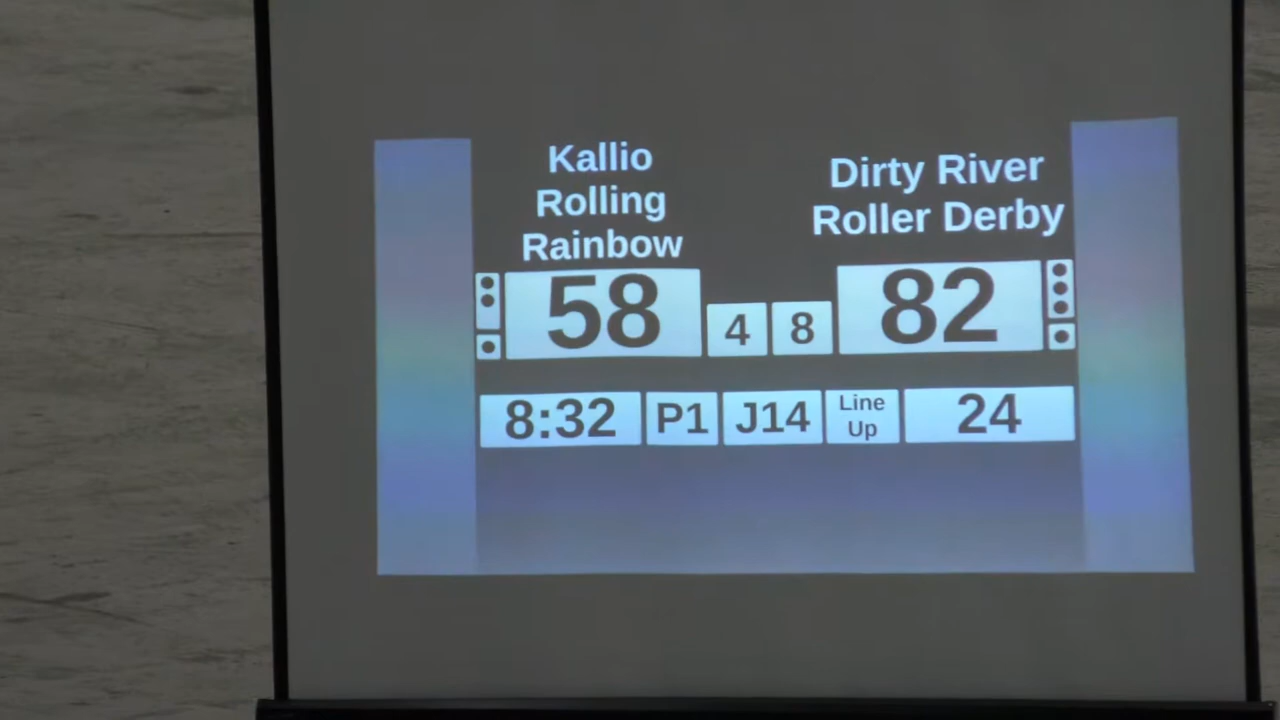 Kallio
Rolling
Rainbow
Dirty River
Roller Derby
58
4
8
82
8:32
P1
J14
Line
Up
24